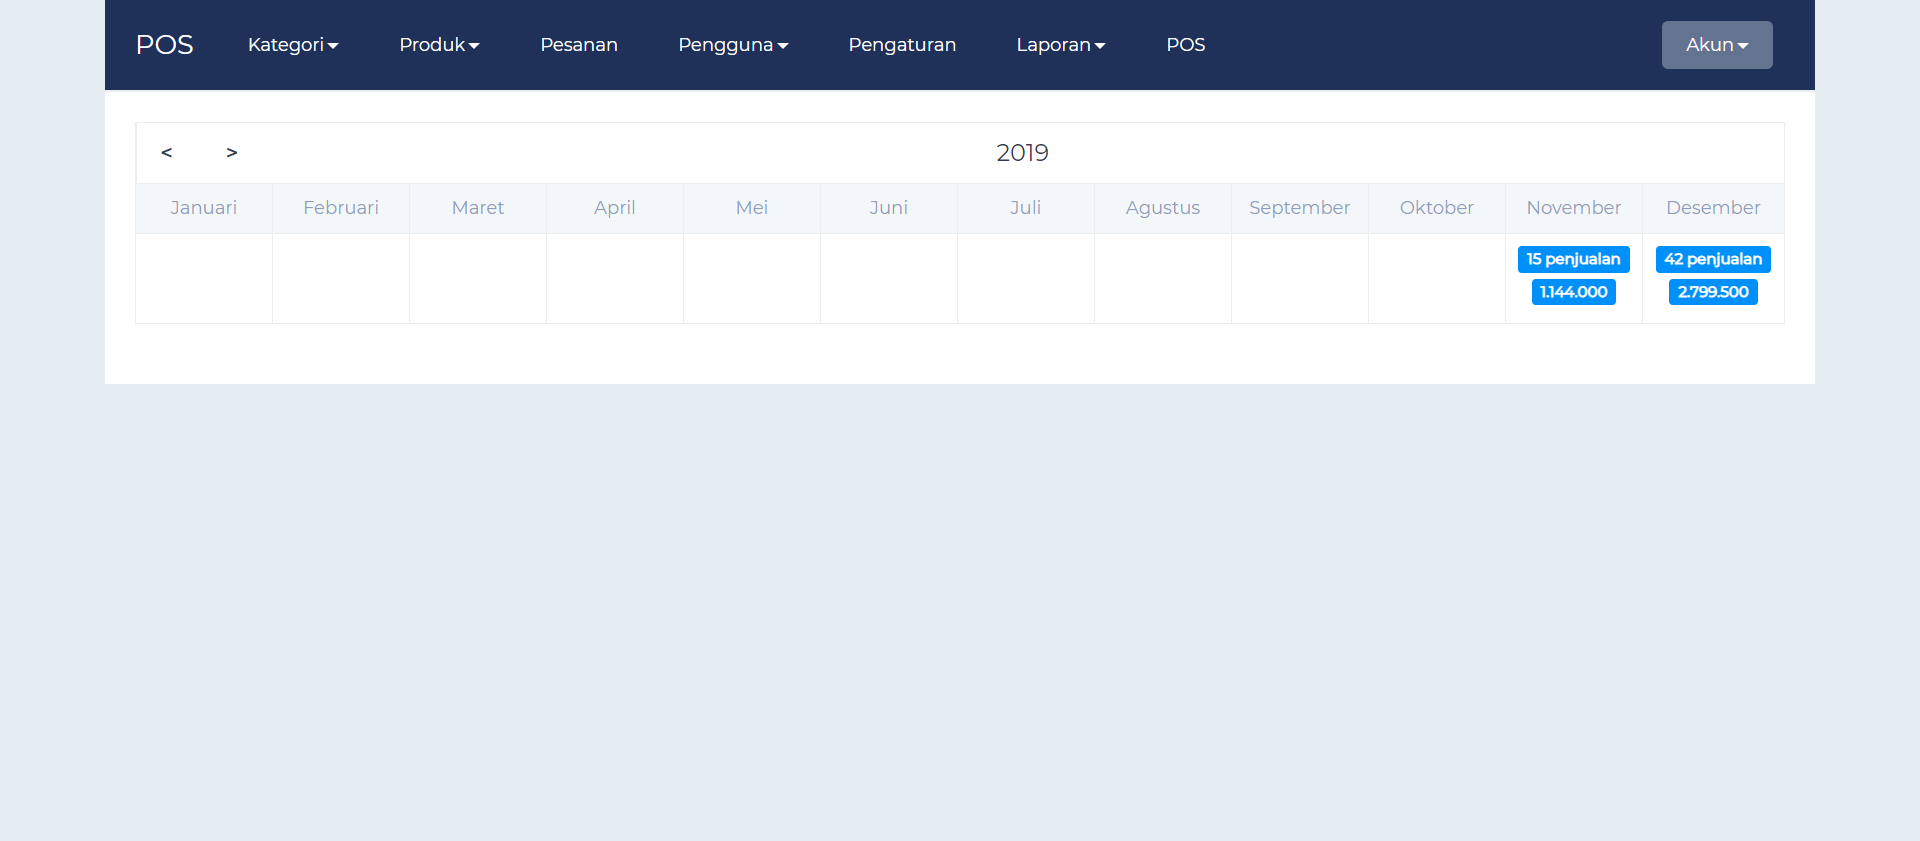 POS Kategori Produk Pesanan Pengguna Pengaturan Laporan POS Akun
< > 2019
Januari Februari Maret April Mei Juni Juli Agustus September Oktober November Desember
15 penjualan 42 penjualan
1.144.000 2.799.500